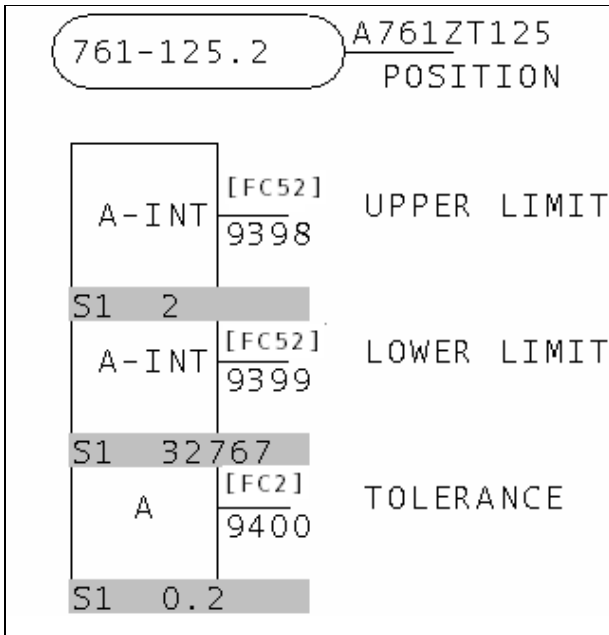 761-125.2 A761ZT125
POSITION
A-INT [FC52] UPPER LIMIT
9398
S1 2
A-INT [FC52] LOWER LIMIT
9399
S1 32767
A [FC2] TOLERANCE
9400
S1 0.2